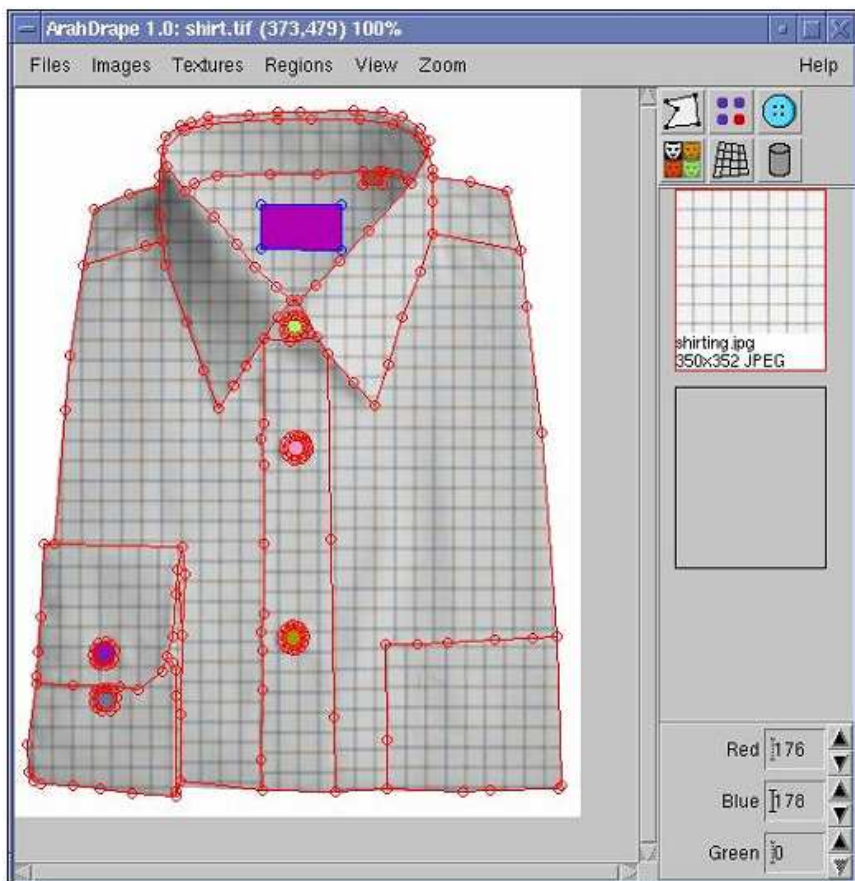 ArahDrape 1.0: shirt.tif (373,479) 100%
Files Images Textures Regions View Zoom Help
shirting.jpg
350x352 JPEG
Red 176
Blue 178
Green 0